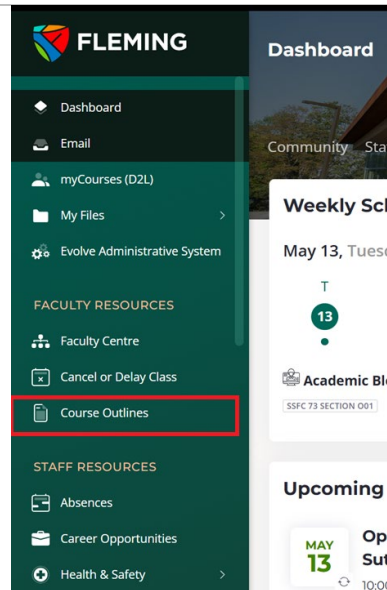 FLEMING
Dashboard
Email
myCourses (D2L)
My Files
Evolve Administrative System
FACULTY RESOURCES
Faculty Centre
Cancel or Delay Class
Course Outlines
STAFF RESOURCES
Absences
Career Opportunities
Health & Safety
Dashboard
Community
Weekly
May 13,
T
13
Academic
SSFC 73 SECTION O01
Upcoming
MAY
13